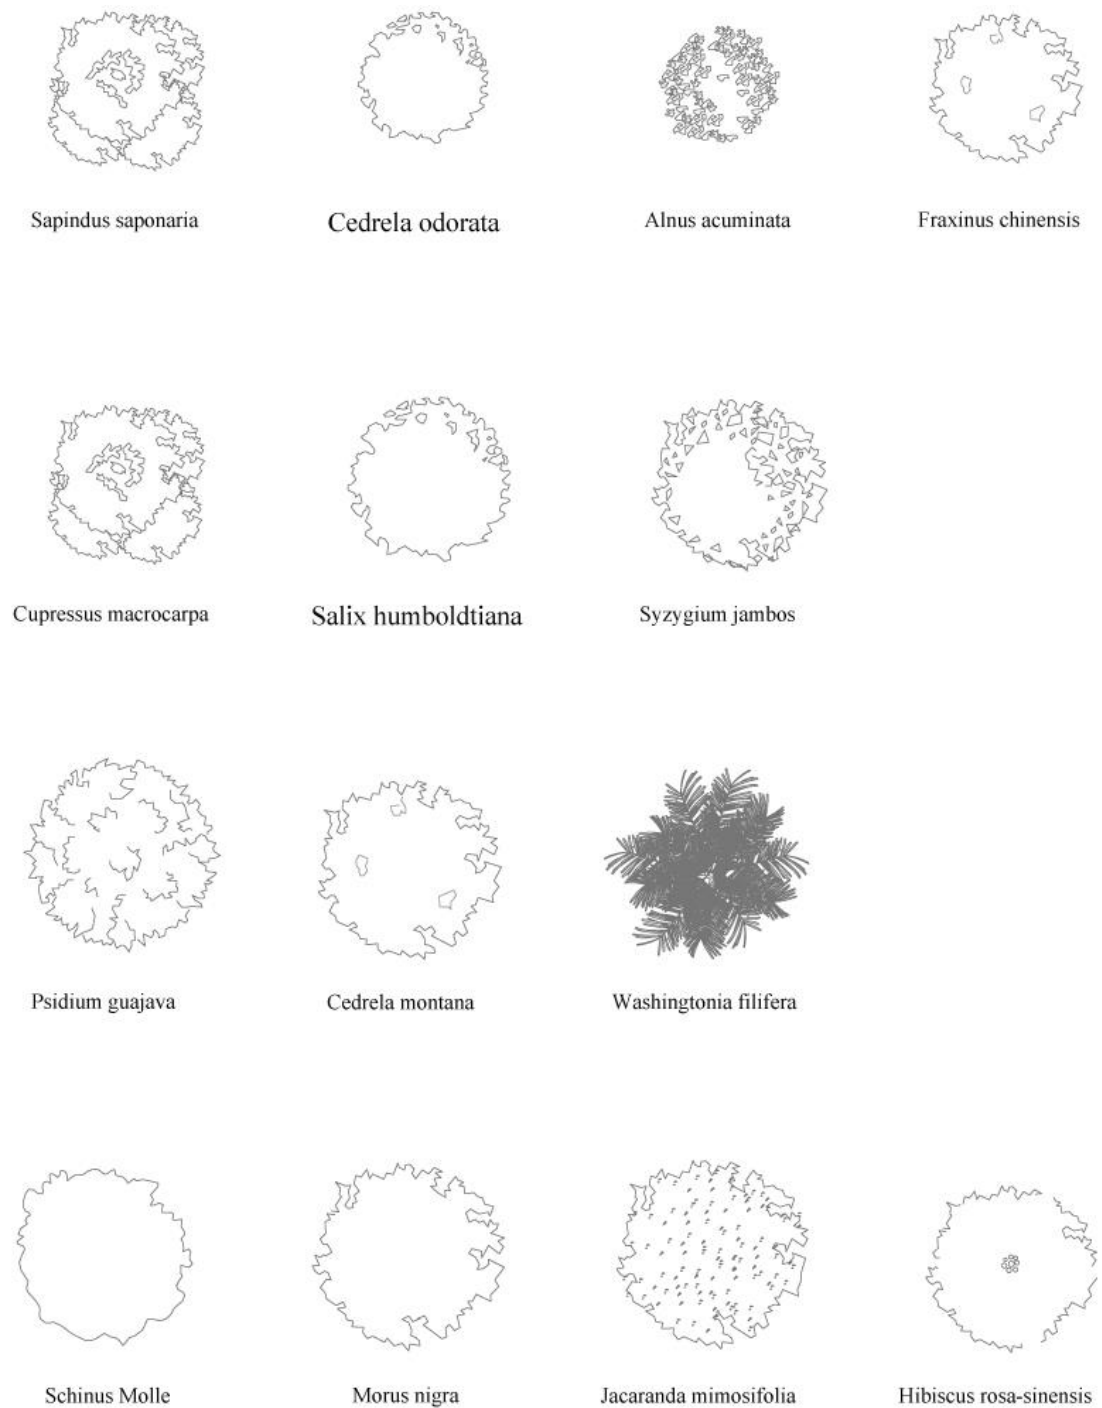 Sapindus saponaria
Cedrela odorata
Alnus acuminata
Fraxinus chinensis
Cupressus macrocarpa
Salix humboldtiana
Syzygium jambos
Psidium guajava
Cedrela montana
Washingtonia filifera
Schinus Molle
Morus nigra
Jacaranda mimosifolia
Hibiscus rosa-sinensis